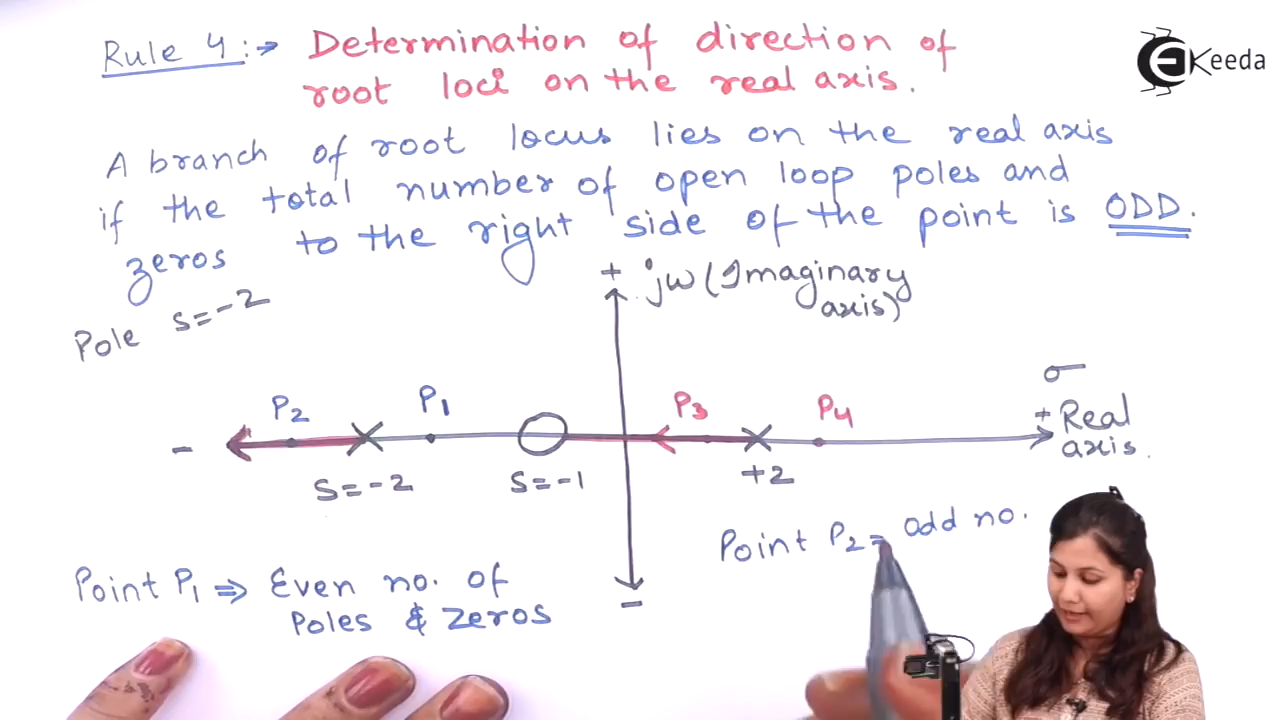 Rule 4:→ Determination of direction of
root loci on the real axis.
EKeeda
A branch of root locus lies on the real axis
if the total number of open loop poles and
zeros to the right side of the point is ODD.
Pole s=-2
+ jω (Imaginary
axis)
σ
P2 P1 P3 P4
- + Real
axis.
S=-2 S=-1 +2
Point P2= odd no.
Point P1 ⇒ Even no. of
Poles & zeros
-